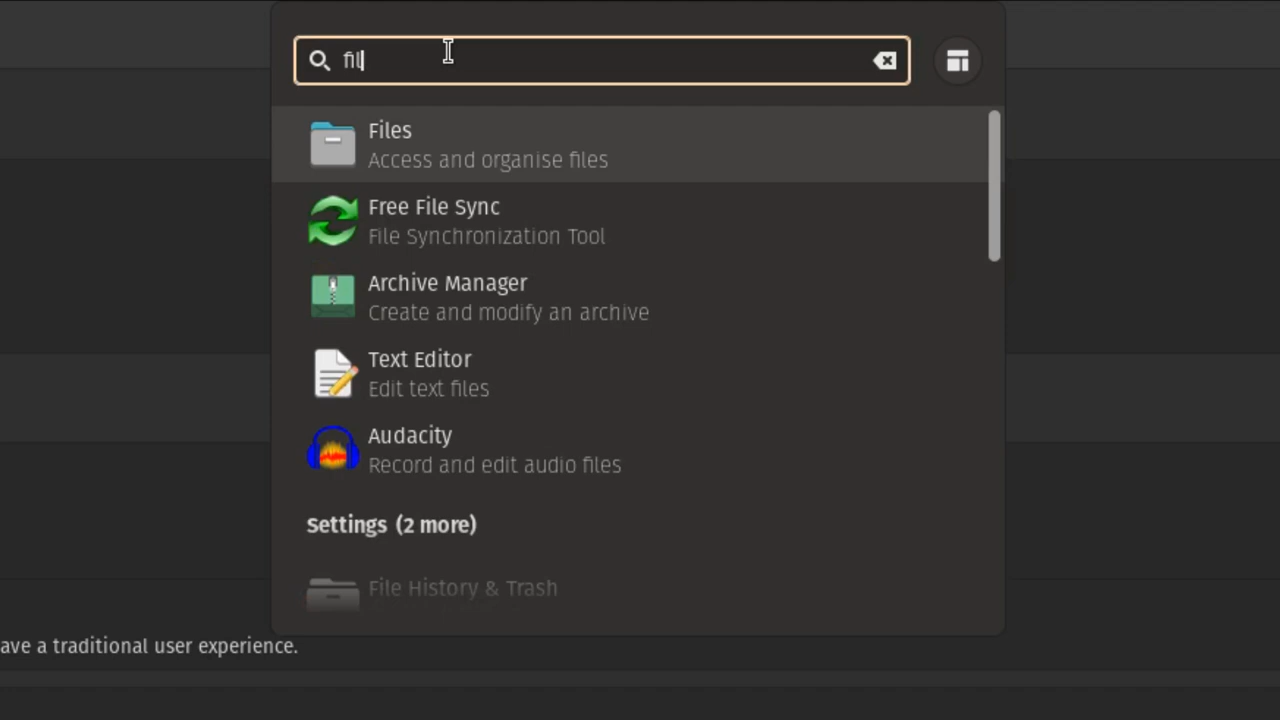 fil
Files
Access and organise files
Free File Sync
File Synchronization Tool
Archive Manager
Create and modify an archive
Text Editor
Edit text files
Audacity
Record and edit audio files
Settings (2 more)
File History & Trash
ave a traditional user experience.